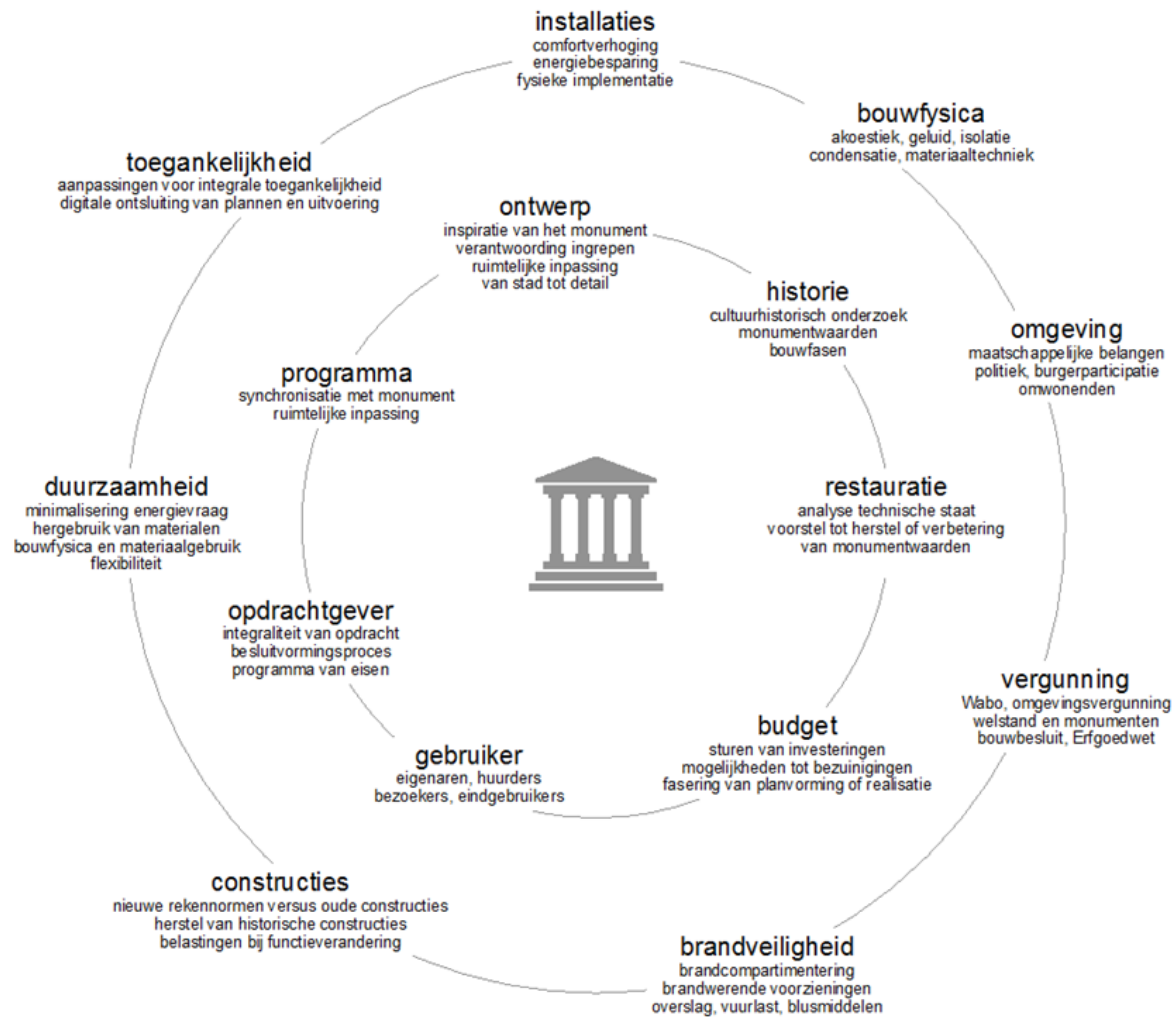 installaties
comfortverhoging
energiebesparing
fysieke implementatie
bouwfysica
akoestiek, geluid, isolatie
condensatie, materiaaltechniek
toegankelijkheid
aanpassingen voor integrale toegankelijkheid
digitale ontsluiting van plannen en uitvoering
ontwerp
inspiratie van het monument
verantwoording ingrepen
ruimtelijke inpassing
van stad tot detail
historie
cultuurhistorisch onderzoek
monumentwaarden
bouwfasen
omgeving
maatschappelijke belangen
politiek, burgerparticipatie
omwonenden
programma
synchronisatie met monument
ruimtelijke inpassing
duurzaamheid
minimalisering energievraag
hergebruik van materialen
bouwfysica en materiaalgebruik
flexibiliteit
restauratie
analyse technische staat
voorstel tot herstel of verbetering
van monumentwaarden
opdrachtgever
integraliteit van opdracht
besluitvormingsproces
programma van eisen
vergunning
Wabo, omgevingsvergunning
welstand en monumenten
bouwbesluit, Erfgoedwet
budget
sturen van investeringen
mogelijkheden tot bezuinigingen
fasering van planvorming of realisatie
gebruiker
eigenaren, huurders
bezoekers, eindgebruikers
constructies
nieuwe rekennormen versus oude constructies
herstel van historische constructies
belastingen bij functieverandering
brandveiligheid
brandcompartimentering
brandwerende voorzieningen
overslag, vuurlast, blusmiddelen